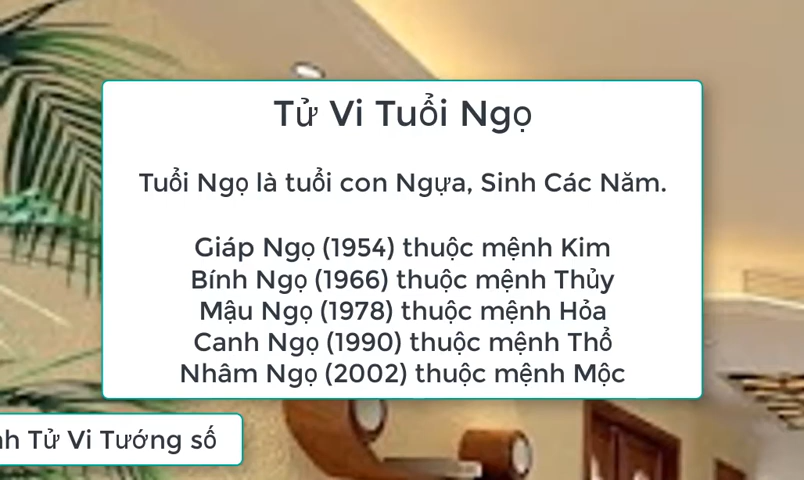 Tử Vi Tuổi Ngọ
Tuổi Ngọ là tuổi con Ngựa, Sinh Các Năm.
Giáp Ngọ (1954) thuộc mệnh Kim
Bính Ngọ (1966) thuộc mệnh Thủy
Mậu Ngọ (1978) thuộc mệnh Hỏa
Canh Ngọ (1990) thuộc mệnh Thổ
Nhâm Ngọ (2002) thuộc mệnh Mộc
Tử Vi Tướng số